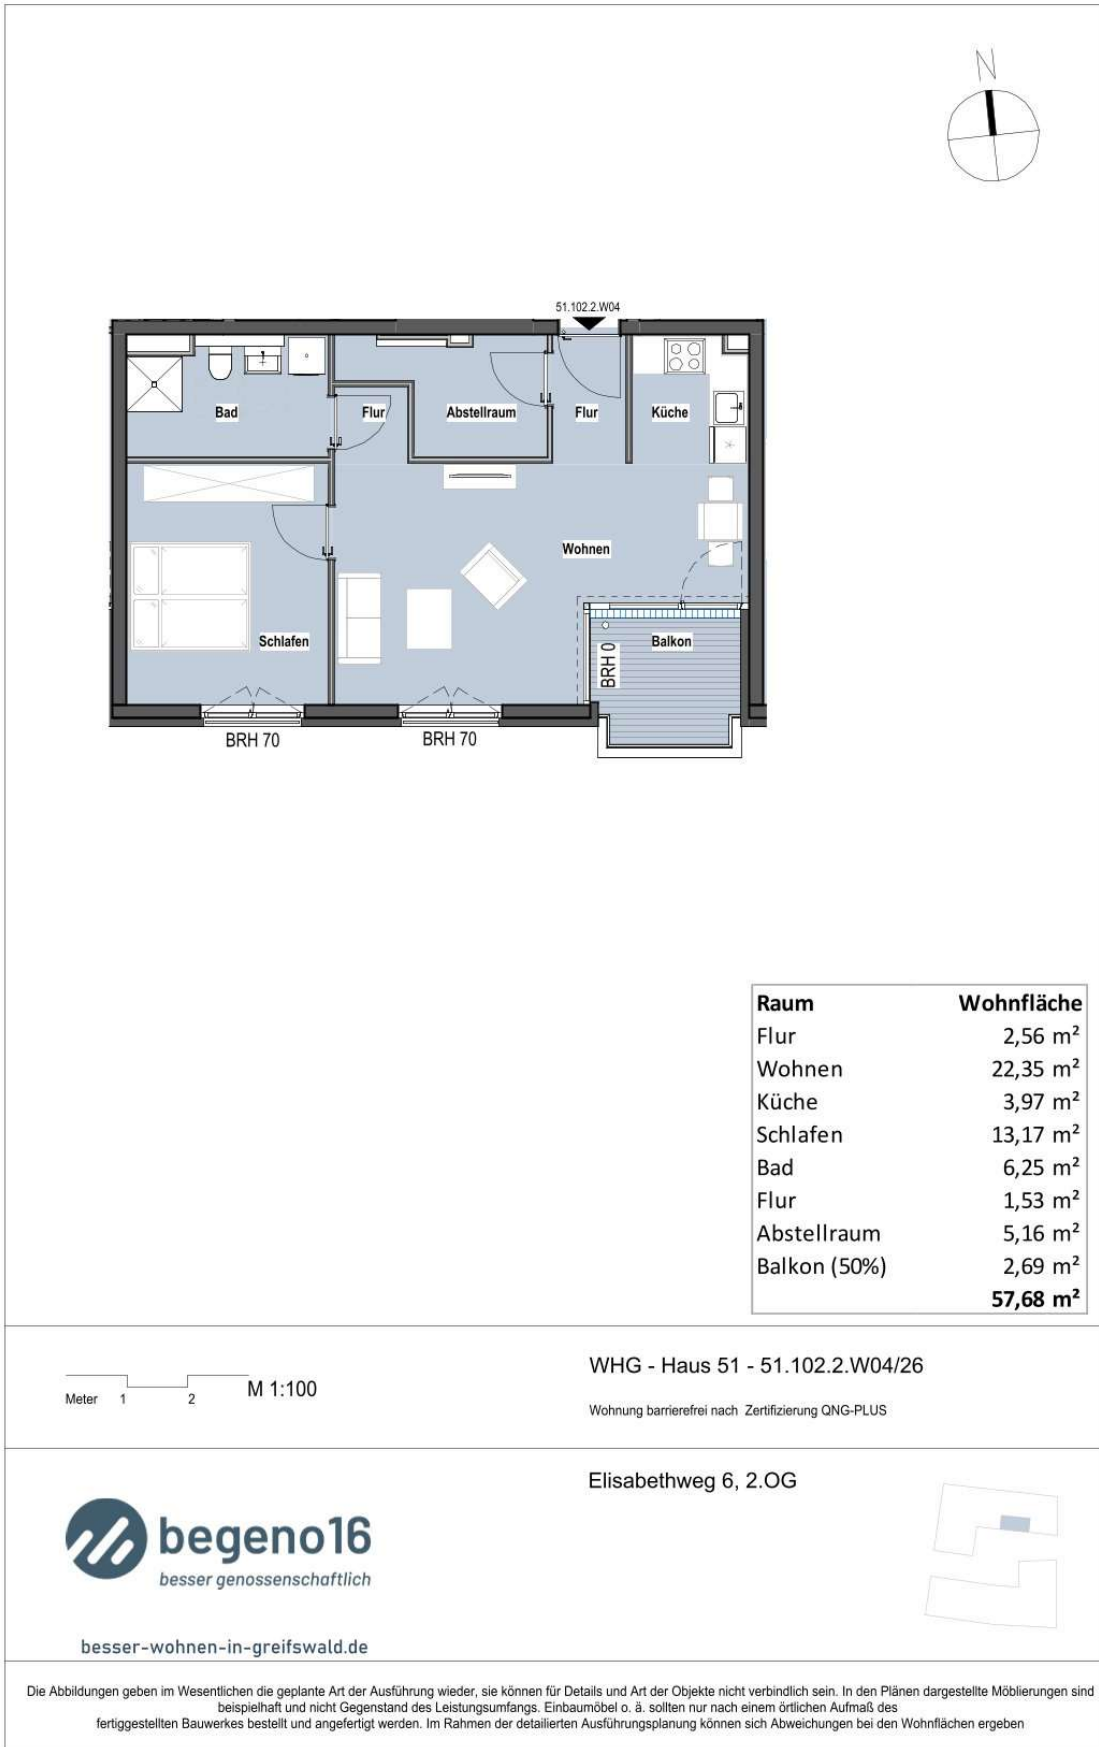 N
51.102.2.W04
Bad
Flur
Abstellraum
Flur
Küche
Wohnen
Schlafen
Balkon
BRH 0
BRH 70
BRH 70
Raum Wohnfläche
Flur 2,56 m²
Wohnen 22,35 m²
Küche 3,97 m²
Schlafen 13,17 m²
Bad 6,25 m²
Flur 1,53 m²
Abstellraum 5,16 m²
Balkon (50%) 2,69 m²
57,68 m²
Meter 1 2 M 1:100
WHG - Haus 51 - 51.102.2.W04/26
Wohnung barrierefrei nach Zertifizierung QNG-PLUS
Elisabethweg 6, 2.OG
begeno16
besser genossenschaftlich
besser-wohnen-in-greifswald.de
Die Abbildungen geben im Wesentlichen die geplante Art der Ausführung wieder, sie können für Details und Art der Objekte nicht verbindlich sein. In den Plänen dargestellte Möblierungen sind
beispielhaft und nicht Gegenstand des Leistungsumfangs. Einbaumöbel o. ä. sollten nur nach einem örtlichen Aufmaß des
fertiggestellten Bauwerkes bestellt und angefertigt werden. Im Rahmen der detailierten Ausführungsplanung können sich Abweichungen bei den Wohnflächen ergeben